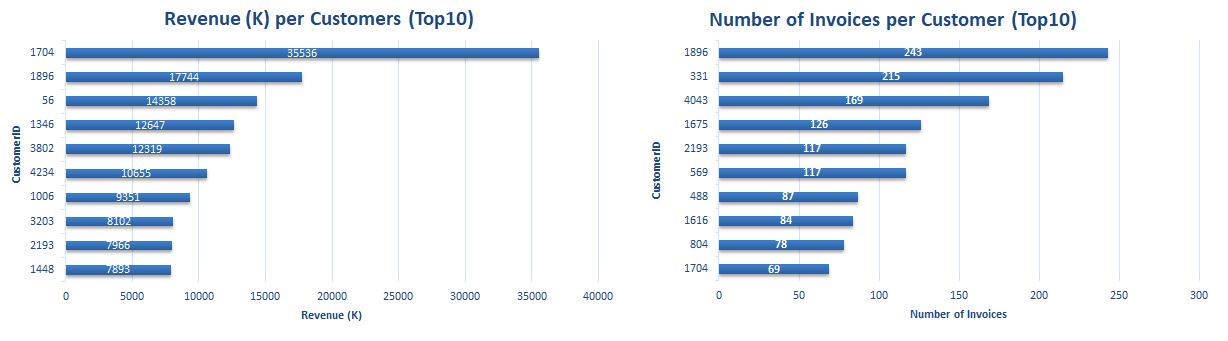 Revenue (K) per Customers (Top10)
CustomerID
1704 35536
1896 17744
56 14358
1346 12647
3802 12319
4234 10655
1006 9351
3203 8102
2193 7966
1448 7893
0 5000 10000 15000 20000 25000 30000 35000 40000
Revenue (K)
Number of Invoices per Customer (Top10)
CustomerID
1896 243
331 215
4043 169
1675 126
2193 117
569 117
488 87
1616 84
804 78
1704 69
0 50 100 150 200 250 300
Number of Invoices